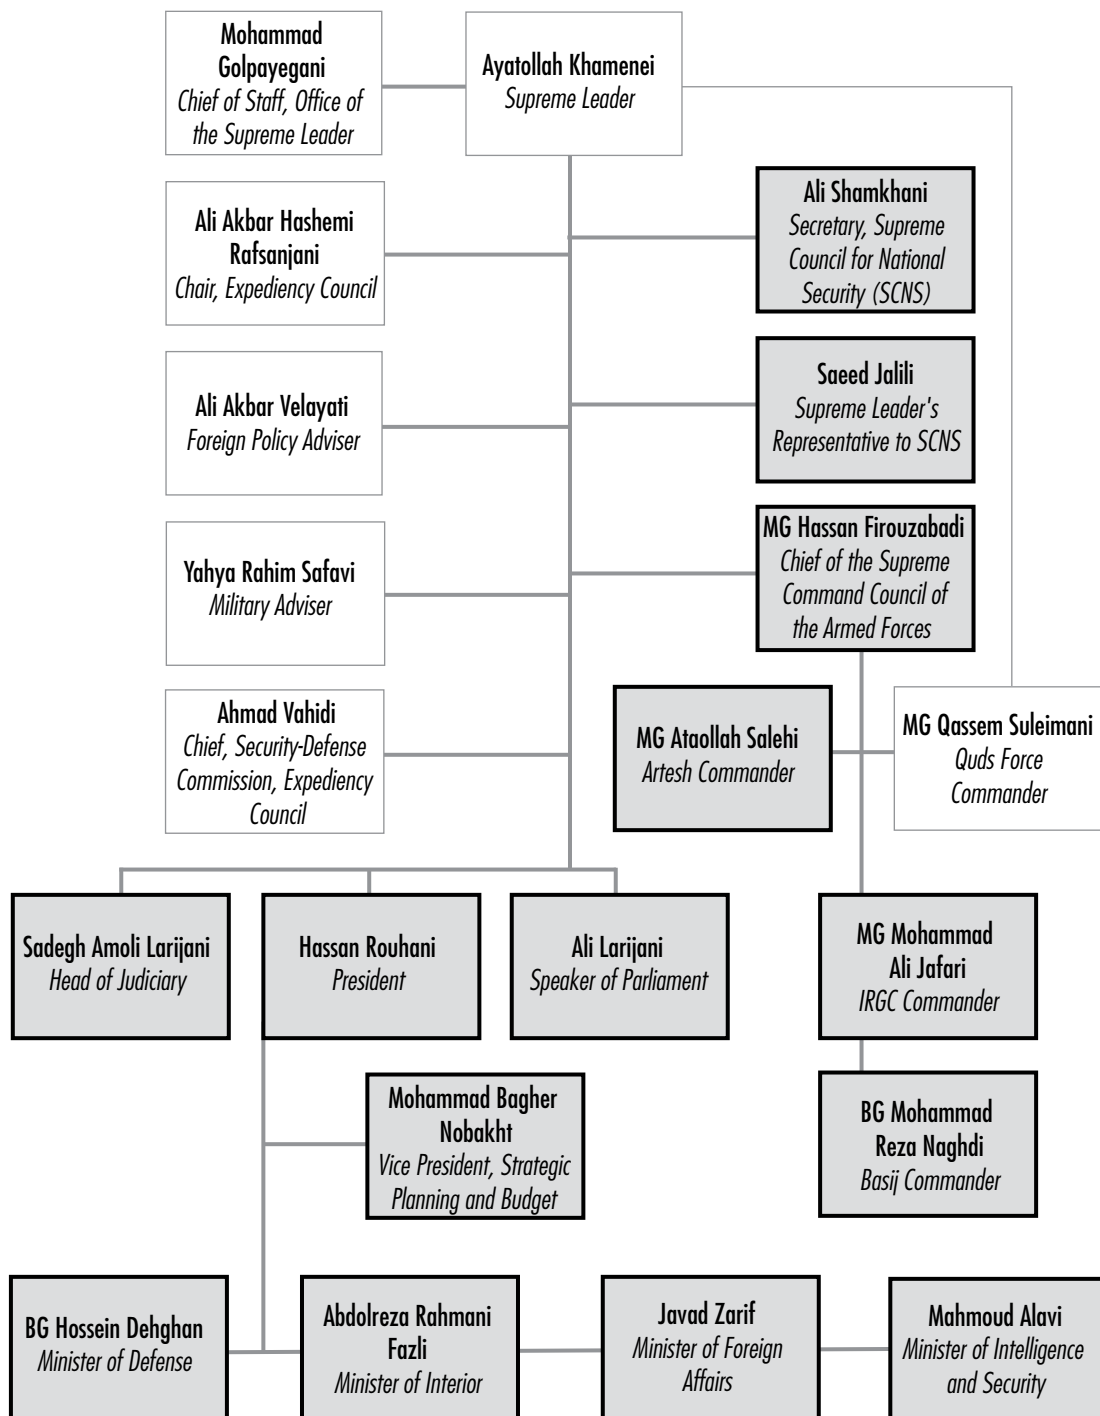 Mohammad
Golpayegani
Chief of Staff, Office of
the Supreme Leader
Ayatollah Khamenei
Supreme Leader
Ali Akbar Hashemi
Rafsanjani
Chair, Expediency Council
Ali Shamkhani
Secretary, Supreme
Council for National
Security (SCNS)
Ali Akbar Velayati
Foreign Policy Adviser
Saeed Jalili
Supreme Leader's
Representative to SCNS
Yahya Rahim Safavi
Military Adviser
MG Hassan Firouzabadi
Chief of the Supreme
Command Council of
the Armed Forces
Ahmad Vahidi
Chief, Security-Defense
Commission, Expediency
Council
MG Ataollah Salehi
Artesh Commander
MG Qassem Suleimani
Quds Force
Commander
Sadegh Amoli Larijani
Head of Judiciary
Hassan Rouhani
President
Ali Larijani
Speaker of Parliament
MG Mohammad
Ali Jafari
IRGC Commander
Mohammad Bagher
Nobakht
Vice President, Strategic
Planning and Budget
BG Mohammad
Reza Naghdi
Basij Commander
BG Hossein Dehghan
Minister of Defense
Abdolreza Rahmani
Fazli
Minister of Interior
Javad Zarif
Minister of Foreign
Affairs
Mahmoud Alavi
Minister of Intelligence
and Security